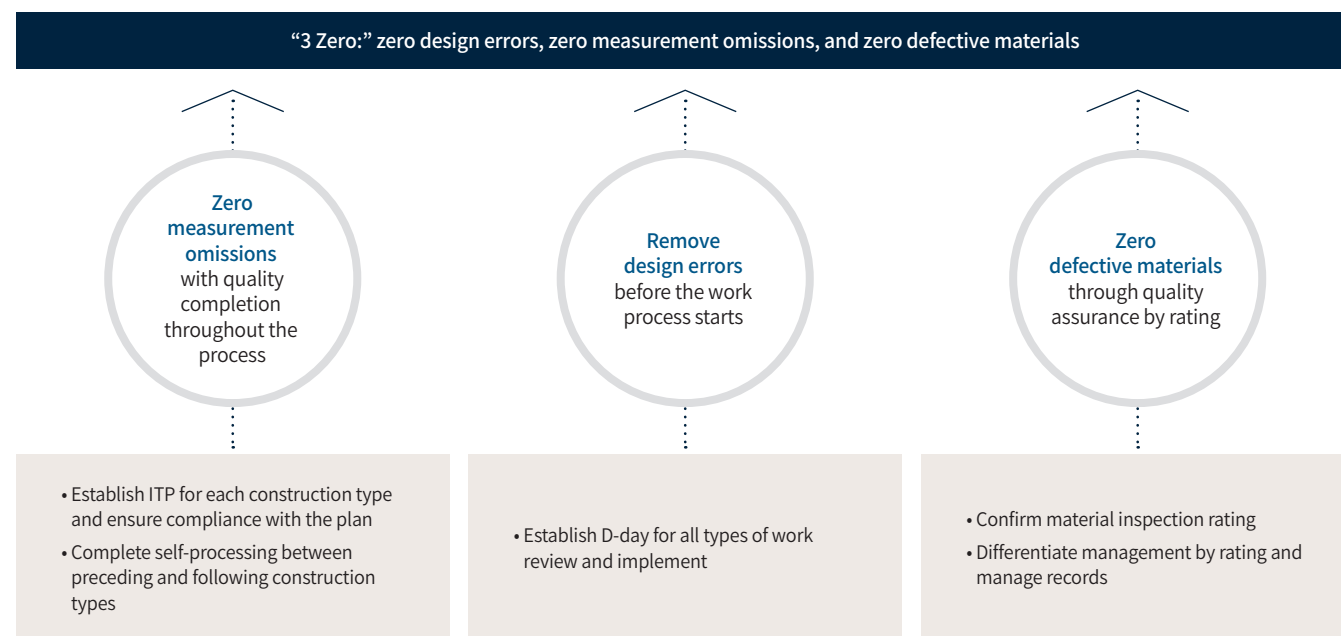 “3 Zero:” zero design errors, zero measurement omissions, and zero defective materials
Zero
measurement
omissions
with quality
completion
throughout the
process
Remove
design errors
before the work
process starts
Zero
defective materials
through quality
assurance by rating
• Establish ITP for each construction type
and ensure compliance with the plan
• Complete self-processing between
preceding and following construction
types
• Establish D-day for all types of work
review and implement
• Confirm material inspection rating
• Differentiate management by rating and
manage records